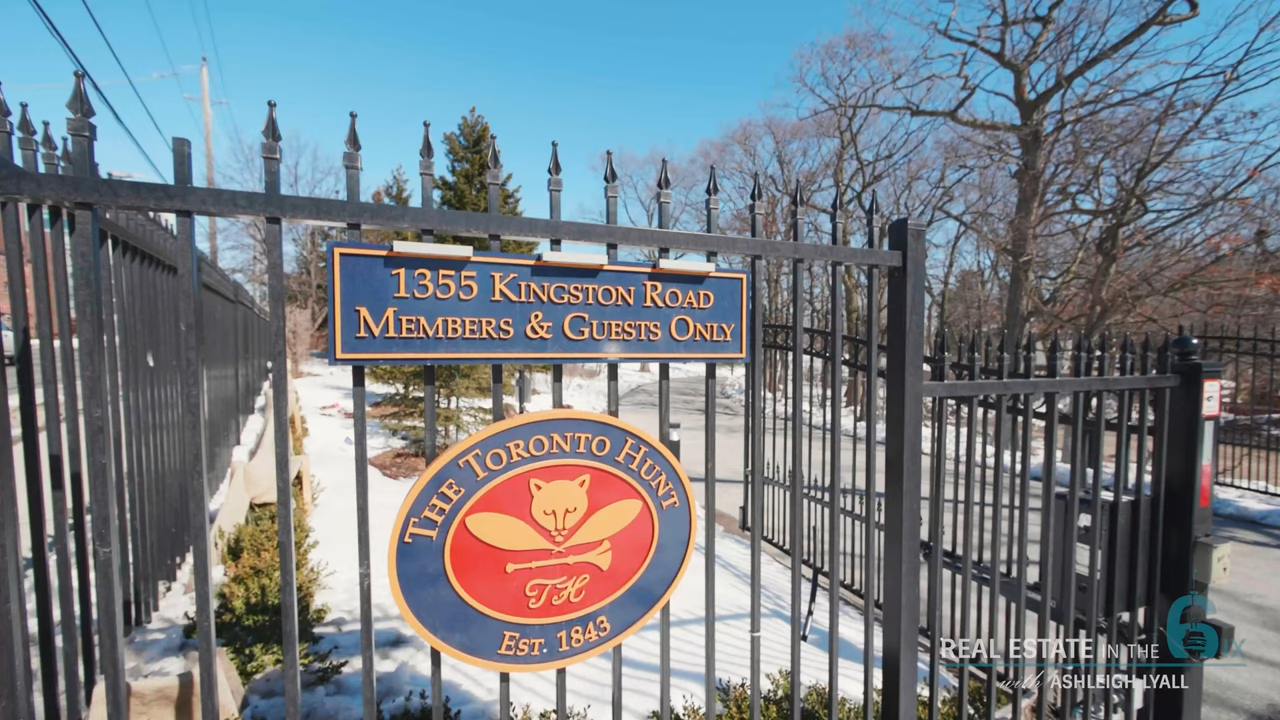 1355 Kingston Road
Members & Guests Only
The Toronto Hunt
TH
Est. 1843
REAL ESTATE IN THE 6IX
with ASHLEIGH LYALL